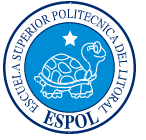 ESCUELA SUPERIOR POLITECNICA DEL LITORAL
ESPOL